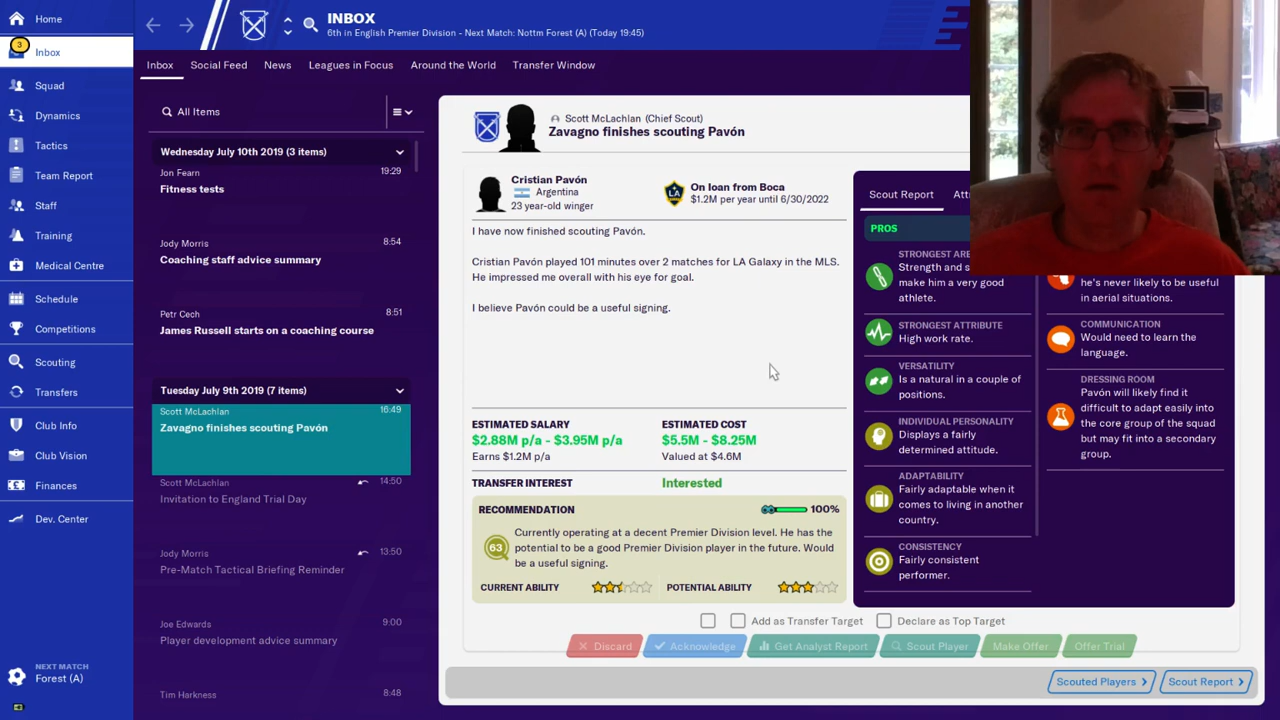 Home
3
Inbox
Squad
Dynamics
Tactics
Team Report
Staff
Training
Medical Centre
Schedule
Competitions
Scouting
Transfers
Club Info
Club Vision
Finances
Dev. Center
NEXT MATCH
Forest (A)
INBOX
6th in English Premier Division - Next Match: Nottm Forest (A) (Today 19:45)
Inbox
Social Feed
News
Leagues in Focus
Around the World
Transfer Window
All Items
Wednesday July 10th 2019 (3 items)
Jon Fearn 19:29
Fitness tests
Jody Morris 8:54
Coaching staff advice summary
Petr Cech 8:51
James Russell starts on a coaching course
Tuesday July 9th 2019 (7 items)
Scott McLachlan 16:49
Zavagno finishes scouting Pavón
Scott McLachlan 14:50
Invitation to England Trial Day
Jody Morris 13:50
Pre-Match Tactical Briefing Reminder
Joe Edwards 9:00
Player development advice summary
Tim Harkness 8:48
Scott McLachlan (Chief Scout)
Zavagno finishes scouting Pavón
Cristian Pavón
Argentina
23 year-old winger
LA
On loan from Boca
$1.2M per year until 6/30/2022
I have now finished scouting Pavón.
Cristian Pavón played 101 minutes over 2 matches for LA Galaxy in the MLS.
He impressed me overall with his eye for goal.
I believe Pavón could be a useful signing.
ESTIMATED SALARY
$2.88M p/a - $3.95M p/a
Earns $1.2M p/a
ESTIMATED COST
$5.5M - $8.25M
Valued at $4.6M
TRANSFER INTEREST
Interested
RECOMMENDATION
100%
63
Currently operating at a decent Premier Division level. He has the
potential to be a good Premier Division player in the future. Would
be a useful signing.
CURRENT ABILITY
POTENTIAL ABILITY
Scout Report
PROS
STRONGEST
Strength and
make him a very good
athlete.
STRONGEST ATTRIBUTE
High work rate.
VERSATILITY
Is a natural in a couple of
positions.
INDIVIDUAL PERSONALITY
Displays a fairly
determined attitude.
ADAPTABILITY
Fairly adaptable when it
comes to living in another
country.
CONSISTENCY
Fairly consistent
performer.
he's never likely to be useful
in aerial situations.
COMMUNICATION
Would need to learn the
language.
DRESSING ROOM
Pavón will likely find it
difficult to adapt easily into
the core group of the squad
but may fit into a secondary
group.
Add as Transfer Target
Declare as Top Target
Discard
Acknowledge
Get Analyst Report
Scout Player
Make Offer
Offer Trial
Scouted Players
Scout Report